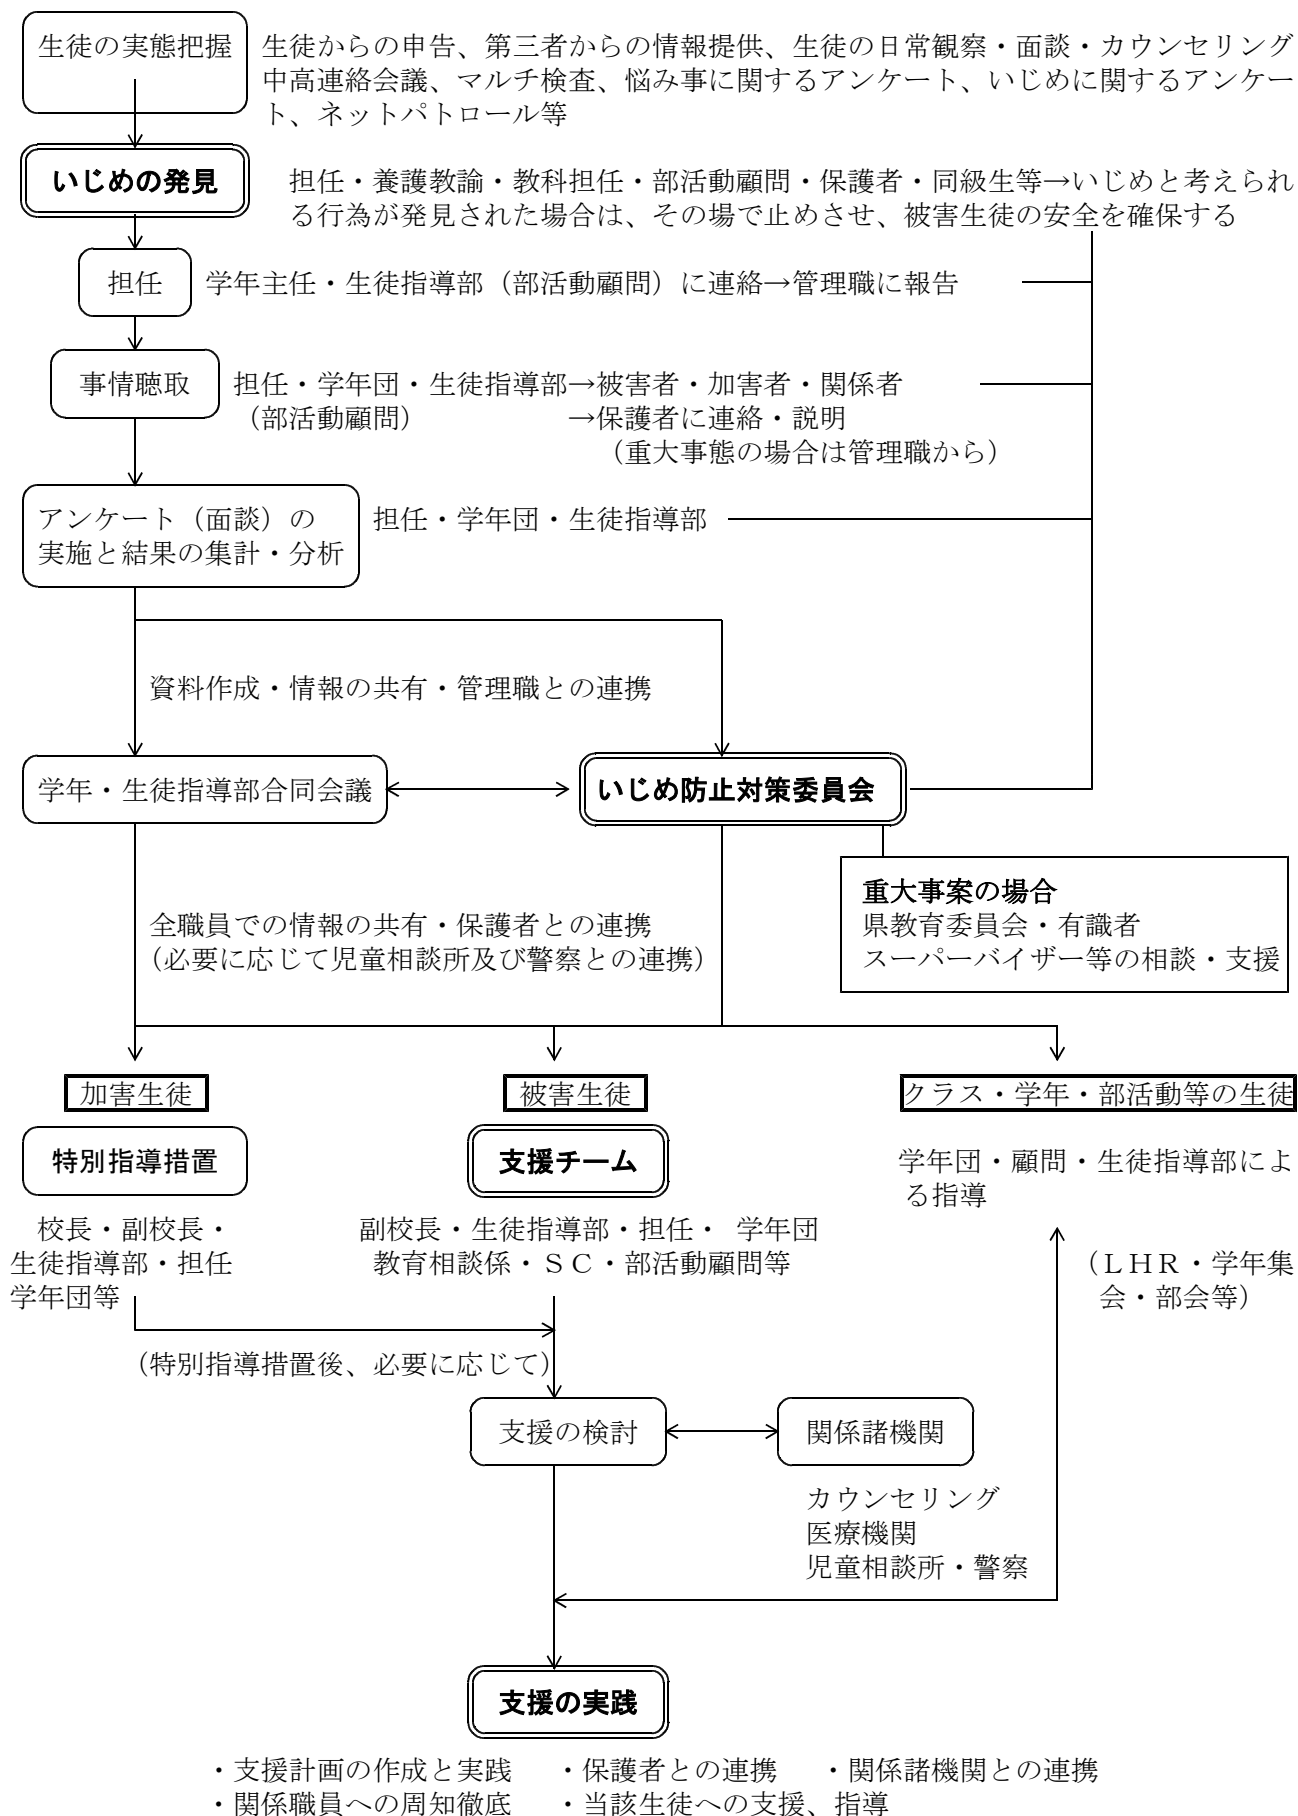 生徒の実態把握
生徒からの申告、第三者からの情報提供、生徒の日常観察・面談・カウンセリング
中高連絡会議、マルチ検査、悩み事に関するアンケート、いじめに関するアンケー
ト、ネットパトロール等
いじめの発見
担任・養護教諭・教科担任・部活動顧問・保護者・同級生等→いじめと考えられ
る行為が発見された場合は、その場で止めさせ、被害生徒の安全を確保する
担任
学年主任・生徒指導部（部活動顧問）に連絡→管理職に報告
事情聴取
担任・学年団・生徒指導部→被害者・加害者・関係者
（部活動顧問）　　　　　　→保護者に連絡・説明
（重大事態の場合は管理職から）
アンケート（面談）の
実施と結果の集計・分析
担任・学年団・生徒指導部
資料作成・情報の共有・管理職との連携
学年・生徒指導部合同会議
いじめ防止対策委員会
重大事案の場合
県教育委員会・有識者
スーパーバイザー等の相談・支援
全職員での情報の共有・保護者との連携
（必要に応じて児童相談所及び警察との連携）
加害生徒
被害生徒
クラス・学年・部活動等の生徒
特別指導措置
支援チーム
学年団・顧問・生徒指導部によ
る指導
校長・副校長・
生徒指導部・担任
学年団等
副校長・生徒指導部・担任・ 学年団
教育相談係・ＳＣ・部活動顧問等
（ＬＨＲ・学年集
会・部会等）
（特別指導措置後、必要に応じて）
支援の検討
関係諸機関
カウンセリング
医療機関
児童相談所・警察
支援の実践
・支援計画の作成と実践　・保護者との連携　・関係諸機関との連携
・関係職員への周知徹底　・当該生徒への支援、指導